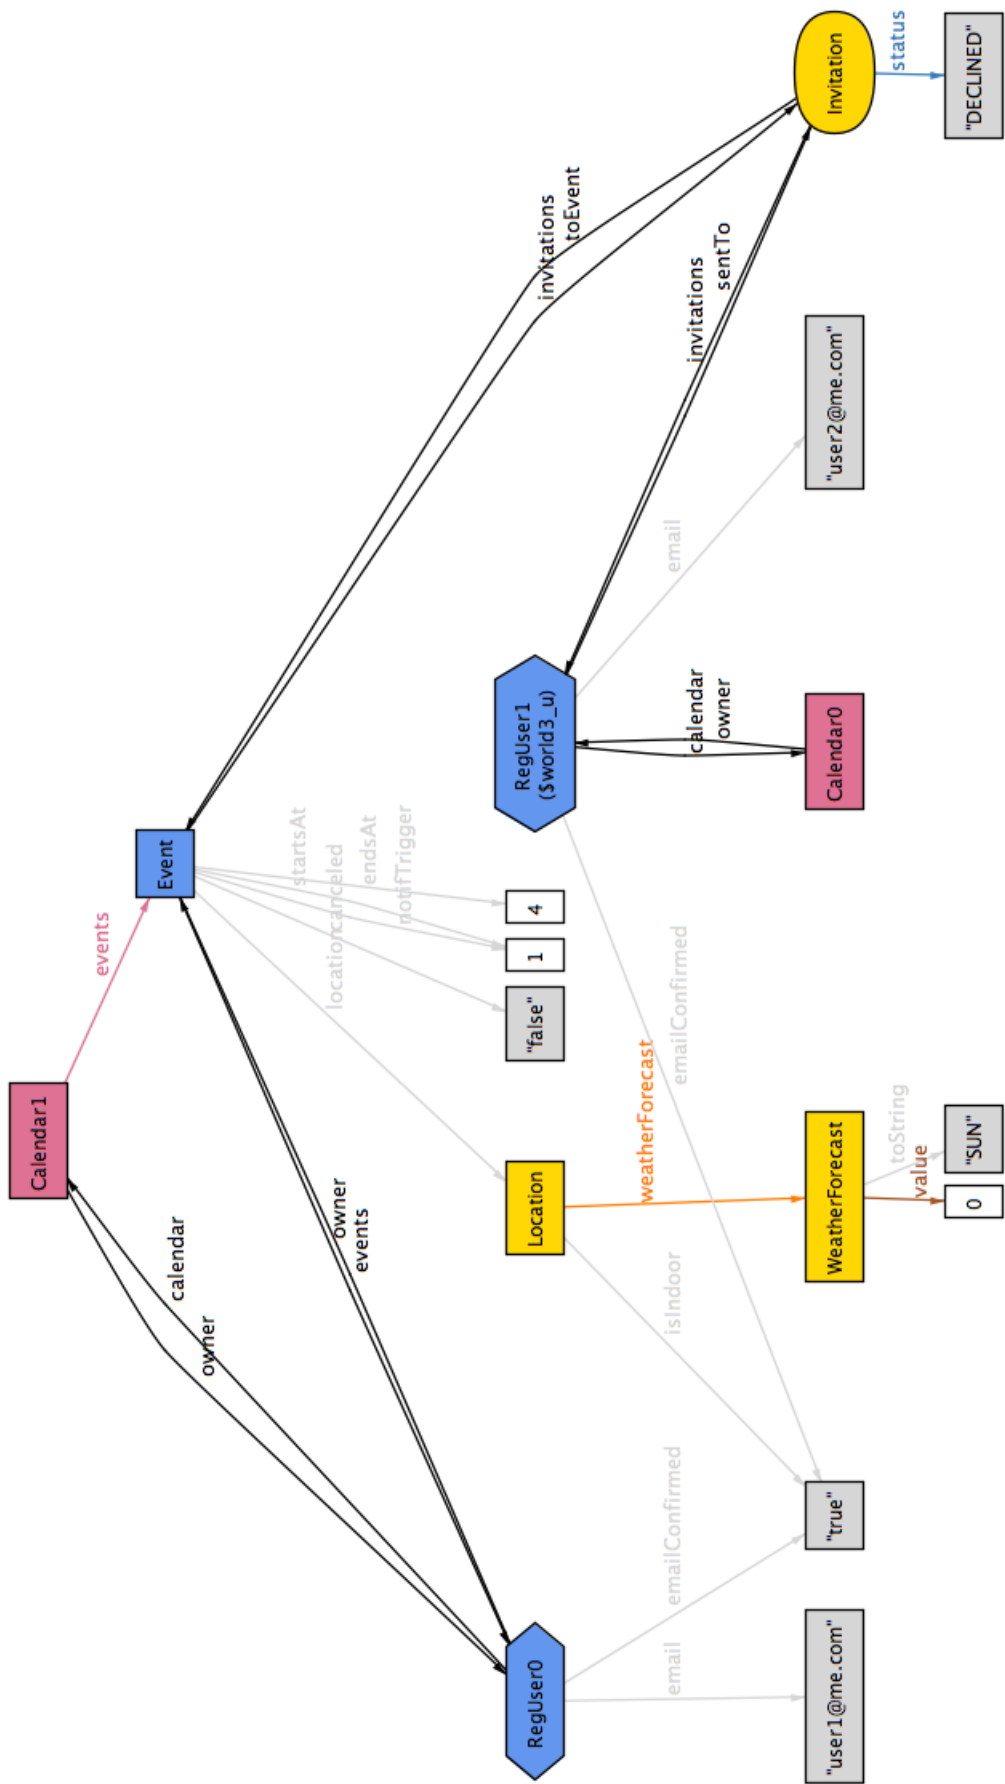 Calendar1
events
Event
calendar
owner
owner
events
invitations
toEvent
startsAt
canceled
location
endsAt
notifTrigger
RegUser0
Location
"false"
1
4
RegUser1
($world3_u)
invitations
sentTo
Invitation
status
email
emailConfirmed
isIndoor
weatherForecast
emailConfirmed
calendar
owner
email
"user1@me.com"
"true"
WeatherForecast
Calendar0
"user2@me.com"
toString
value
0
"SUN"
"DECLINED"